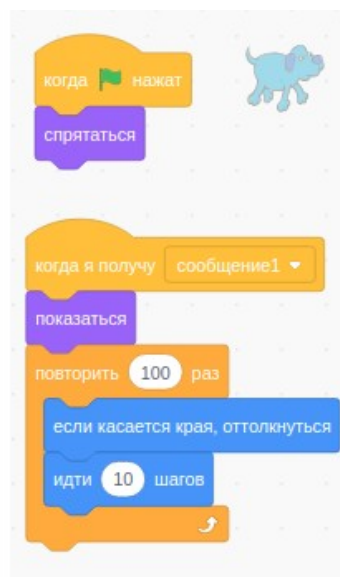 когда нажат
спрятаться
когда я получу сообщение1
показаться
повторить 100 раз
если касается края, оттолкнуться
идти 10 шагов